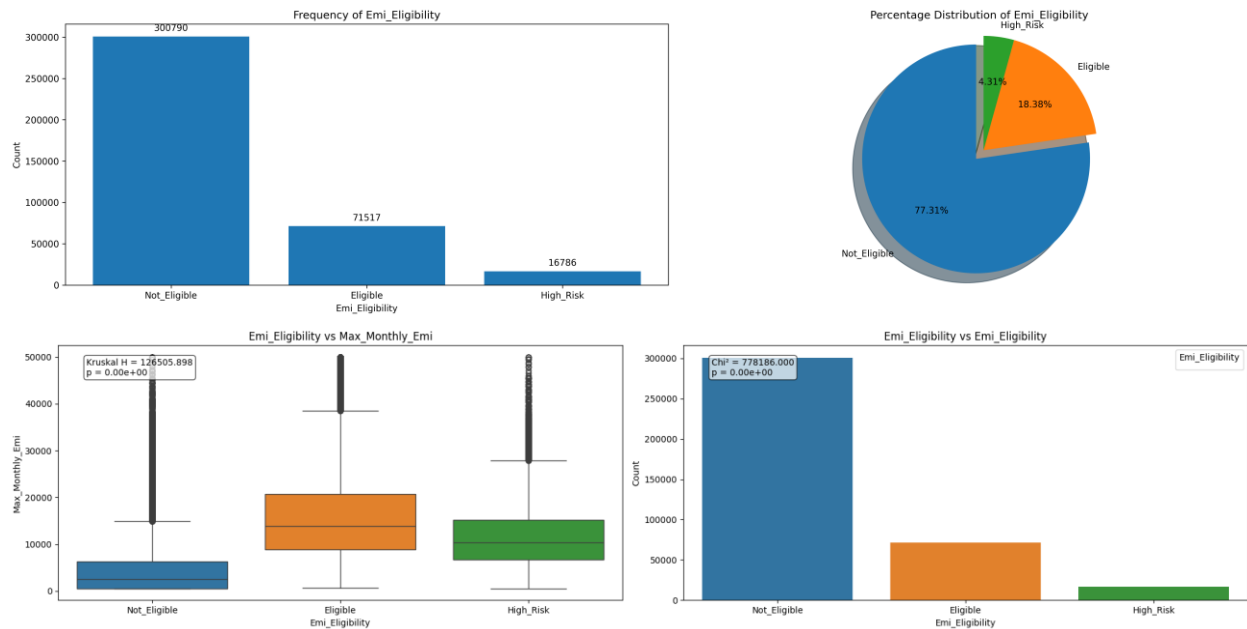 Frequency of Emi_Eligibility
300790
300000
250000
200000
150000
100000
50000
0
Count
71517
16786
Not_Eligible
Eligible
High_Risk
Emi_Eligibility
Percentage Distribution of Emi_Eligibility
High_Risk
Eligible
4.31%
18.38%
77.31%
Not_Eligible
Emi_Eligibility vs Max_Monthly_Emi
Kruskal H = 126505.898
p = 0.00e+00
50000
40000
30000
20000
10000
0
Max_Monthly_Emi
Not_Eligible
Eligible
High_Risk
Emi_Eligibility
Emi_Eligibility vs Emi_Eligibility
Chi² = 778186.000
p = 0.00e+00
Emi_Eligibility
300000
250000
200000
150000
100000
50000
0
Count
Not_Eligible
Eligible
High_Risk
Emi_Eligibility